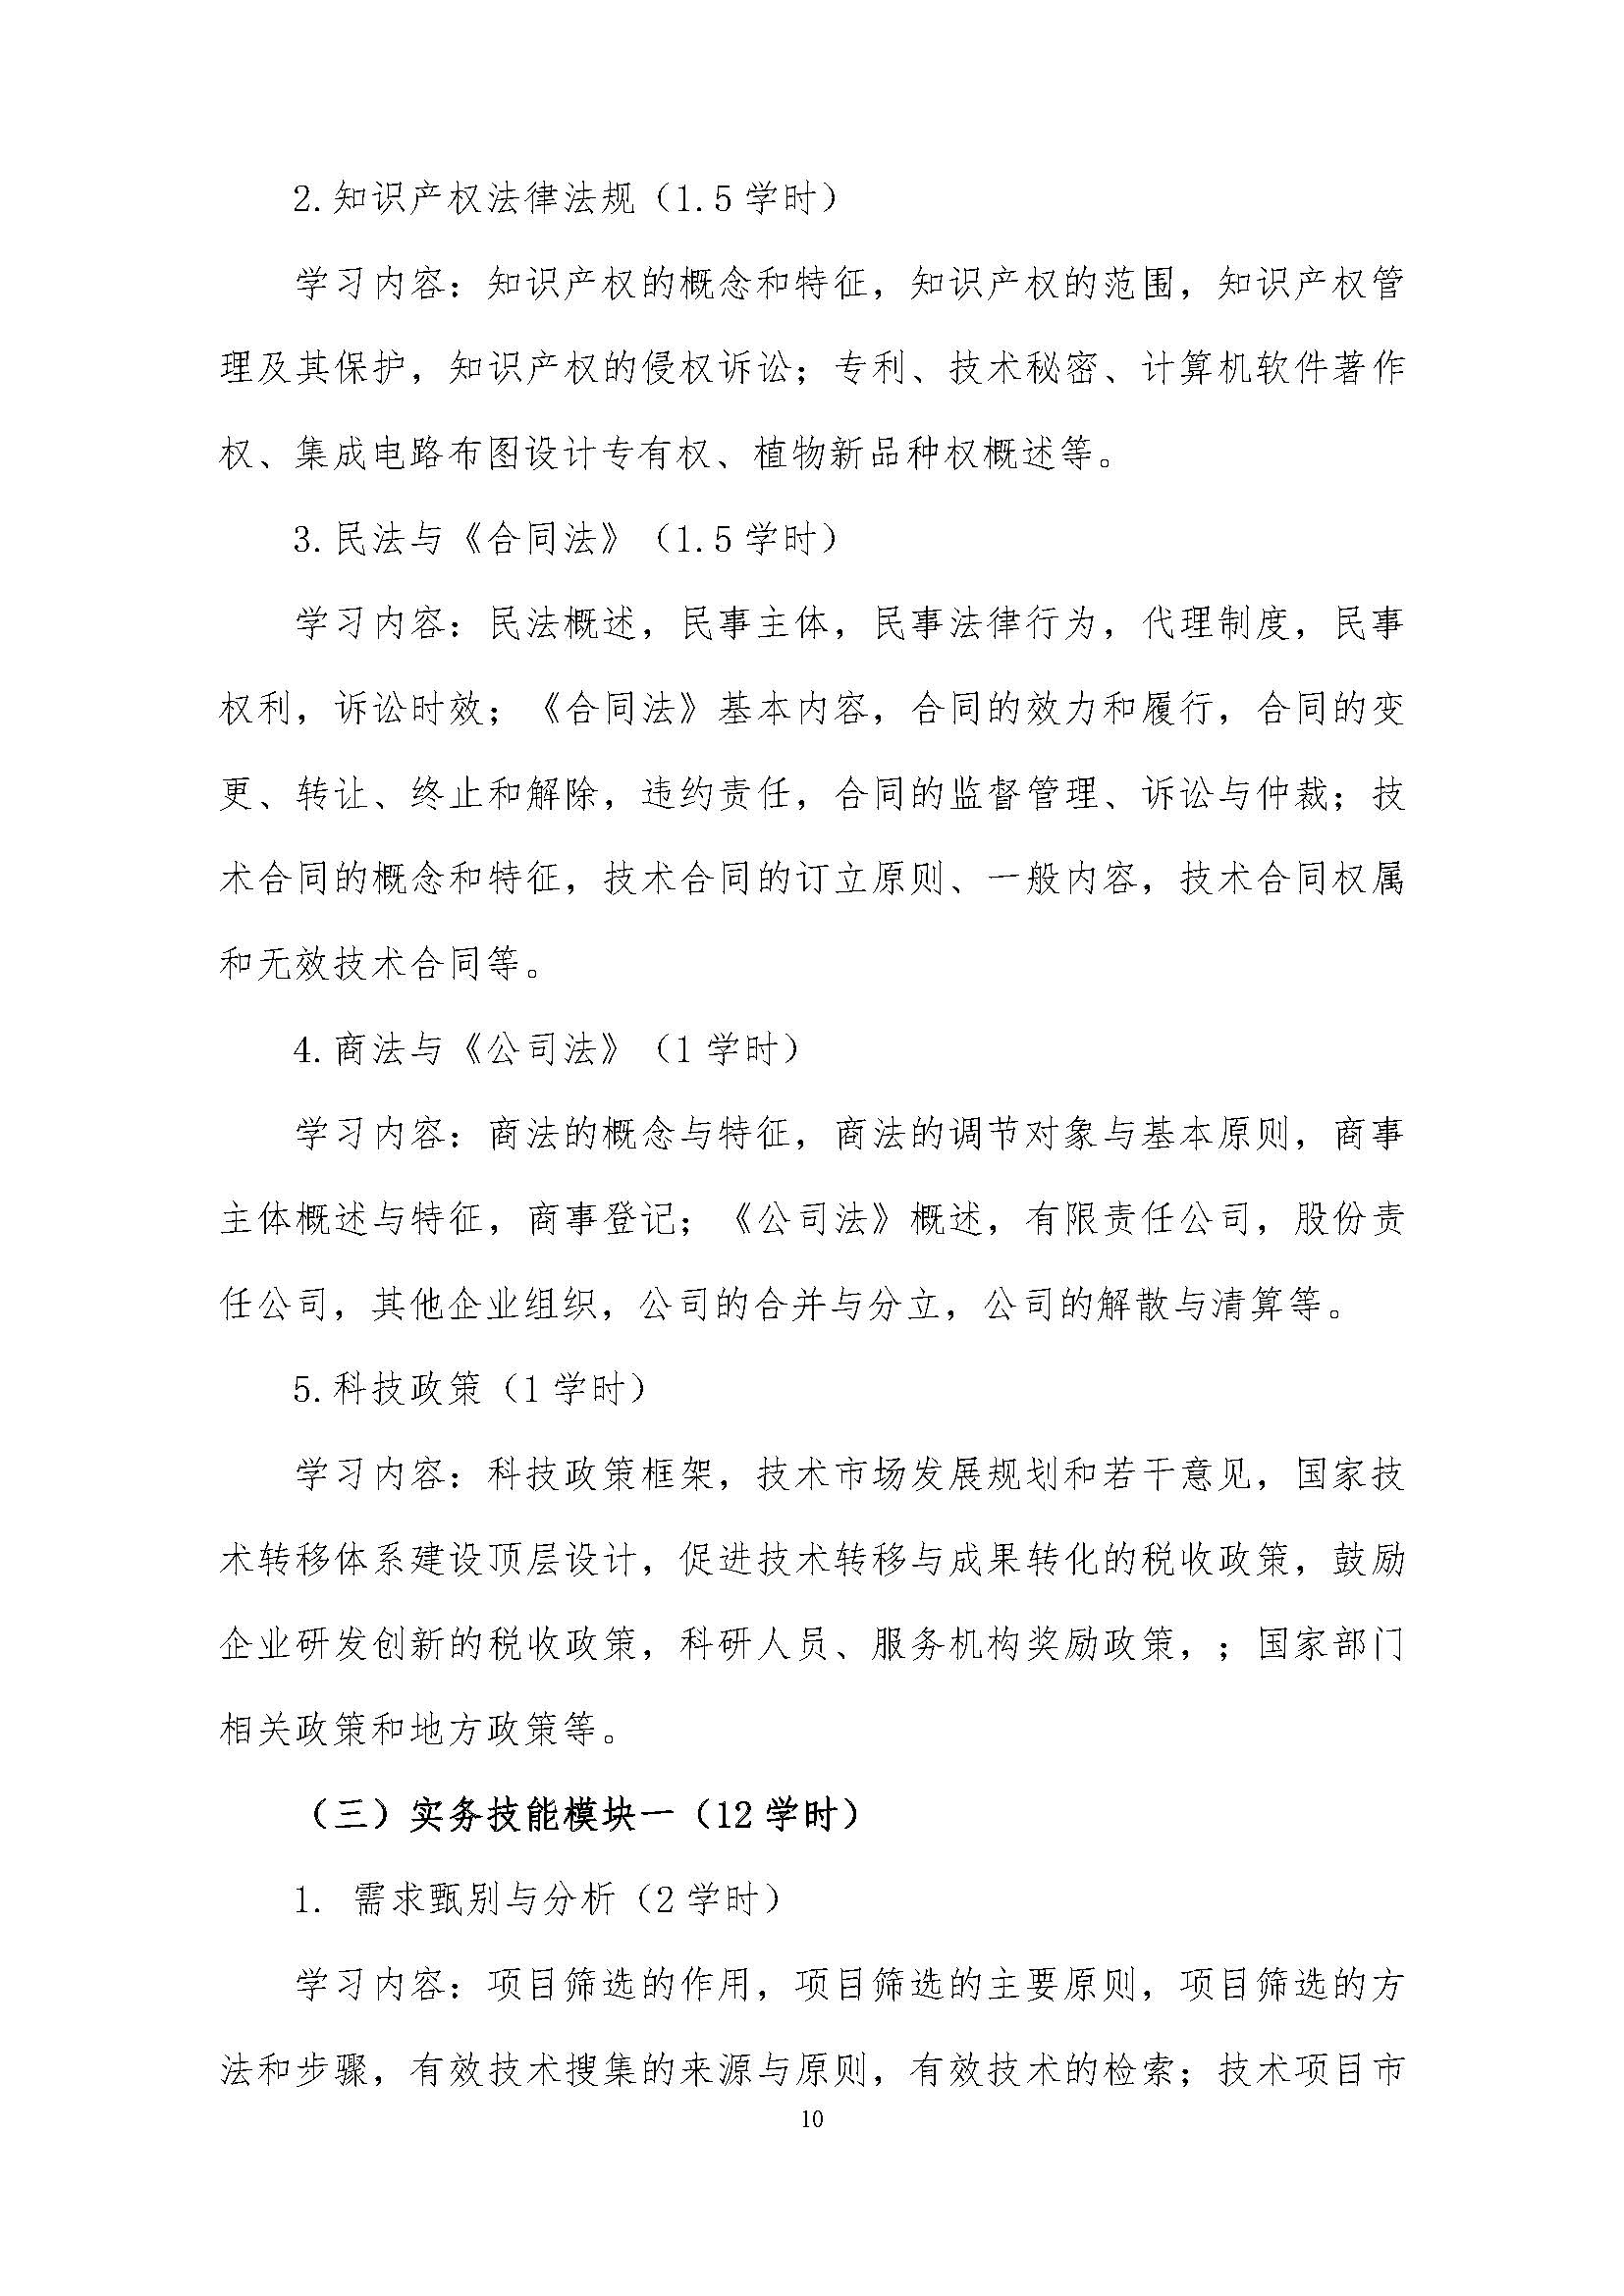 2.知识产权法律法规（1.5 学时）
学习内容：知识产权的概念和特征，知识产权的范围，知识产权管
理及其保护，知识产权的侵权诉讼；专利、技术秘密、计算机软件著作
权、集成电路布图设计专有权、植物新品种权概述等。
3.民法与《合同法》（1.5 学时）
学习内容：民法概述，民事主体，民事法律行为，代理制度，民事
权利，诉讼时效；《合同法》基本内容，合同的效力和履行，合同的变
更、转让、终止和解除，违约责任，合同的监督管理、诉讼与仲裁；技
术合同的概念和特征，技术合同的订立原则、一般内容，技术合同权属
和无效技术合同等。
4.商法与《公司法》（1 学时）
学习内容：商法的概念与特征，商法的调节对象与基本原则，商事
主体概述与特征，商事登记；《公司法》概述，有限责任公司，股份责
任公司，其他企业组织，公司的合并与分立，公司的解散与清算等。
5.科技政策（1 学时）
学习内容：科技政策框架，技术市场发展规划和若干意见，国家技
术转移体系建设顶层设计，促进技术转移与成果转化的税收政策，鼓励
企业研发创新的税收政策，科研人员、服务机构奖励政策，；国家部门
相关政策和地方政策等。
（三）实务技能模块一（12 学时）
1. 需求甄别与分析（2 学时）
学习内容：项目筛选的作用，项目筛选的主要原则，项目筛选的方
法和步骤，有效技术搜集的来源与原则，有效技术的检索；技术项目市
10